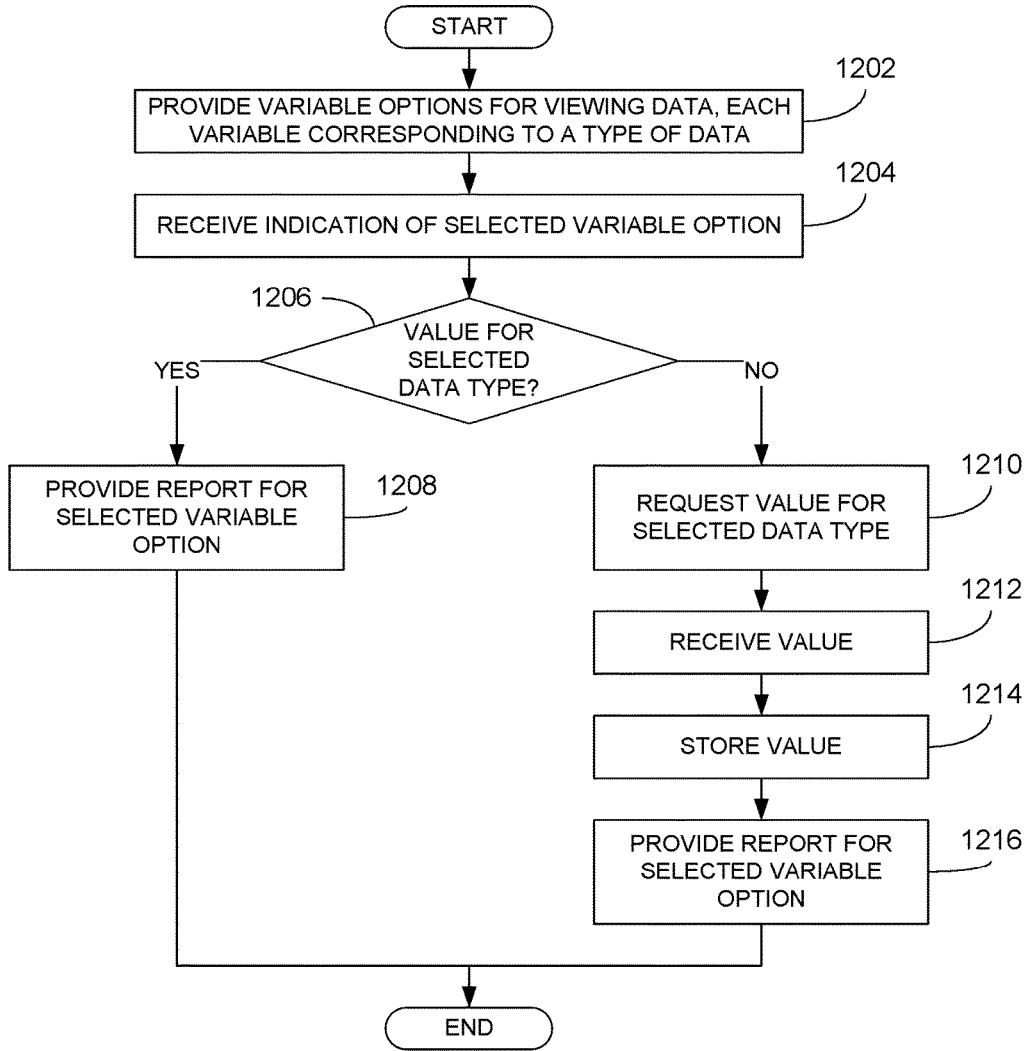 START
1202
PROVIDE VARIABLE OPTIONS FOR VIEWING DATA, EACH
VARIABLE CORRESPONDING TO A TYPE OF DATA
1204
RECEIVE INDICATION OF SELECTED VARIABLE OPTION
1206
VALUE FOR
SELECTED
DATA TYPE?
YES
NO
PROVIDE REPORT FOR
SELECTED VARIABLE
OPTION
1208
1210
REQUEST VALUE FOR
SELECTED DATA TYPE
1212
RECEIVE VALUE
1214
STORE VALUE
1216
PROVIDE REPORT FOR
SELECTED VARIABLE
OPTION
END